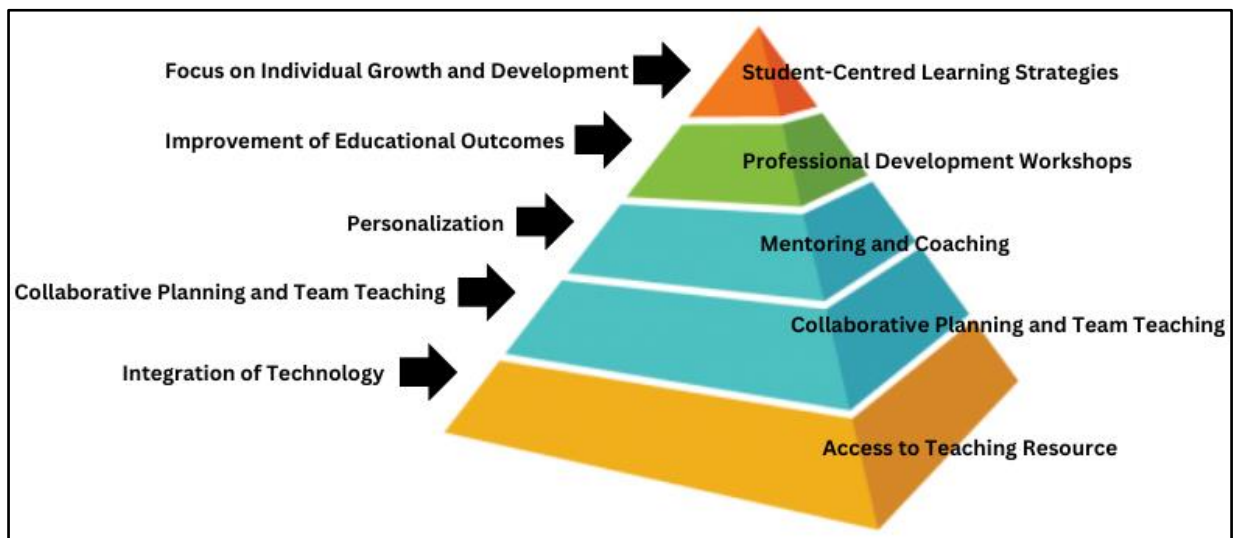 Focus on Individual Growth and Development
Student-Centred Learning Strategies
Improvement of Educational Outcomes
Professional Development Workshops
Personalization
Mentoring and Coaching
Collaborative Planning and Team Teaching
Collaborative Planning and Team Teaching
Integration of Technology
Access to Teaching Resource